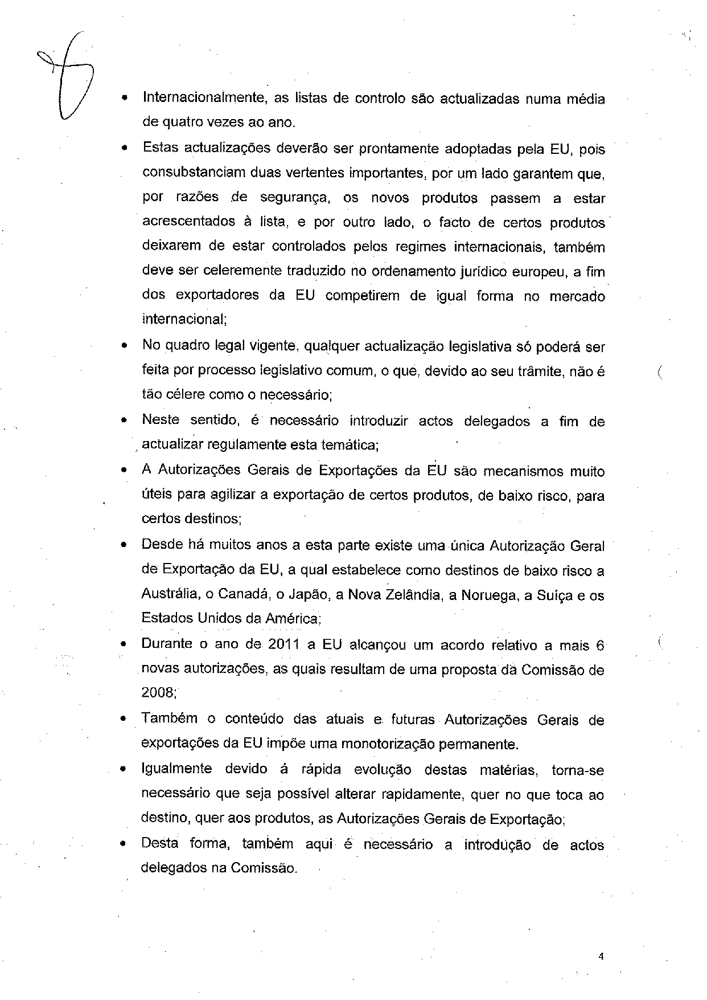 • Internacionalmente, as listas de controlo são actualizadas numa média
de quatro vezes ao ano.
• Estas actualizações deverão ser prontamente adoptadas pela EU, pois
consubstanciam duas vertentes importantes, por um lado garantem que,
por razões de segurança, os novos produtos passem a estar
acrescentados à lista, e por outro lado, o facto de certos produtos
deixarem de estar controlados pelos regimes internacionais, também
deve ser celeremente traduzido no ordenamento jurídico europeu, a fim
dos exportadores da EU competirem de igual forma no mercado
internacional;
• No quadro legal vigente, qualquer actualização legislativa só poderá ser
feita por processo legislativo comum, o que, devido ao seu trâmite, não é
tão célere como o necessário;
• Neste sentido, é necessário introduzir actos delegados a fim de
actualizar regulamente esta temática;
• A Autorizações Gerais de Exportações da EU são mecanismos muito
úteis para agilizar a exportação de certos produtos, de baixo risco, para
certos destinos;
• Desde há muitos anos a esta parte existe uma única Autorização Geral
de Exportação da EU, a qual estabelece como destinos de baixo risco a
Austrália, o Canadá, o Japão, a Nova Zelândia, a Noruega, a Suiça e os
Estados Unidos da América;
• Durante o ano de 2011 a EU alcançou um acordo relativo a mais 6
novas autorizações, as quais resultam de uma proposta da Comissão de
2008;
• Também o conteúdo das atuais e futuras Autorizações Gerais de
exportações da EU impõe uma monotorização permanente.
• Igualmente devido á rápida evolução destas matérias, torna-se
necessário que seja possível alterar rapidamente, quer no que toca ao
destino, quer aos produtos, as Autorizações Gerais de Exportação;
• Desta forma, também aqui é necessário a introdução de actos
delegados na Comissão.
4